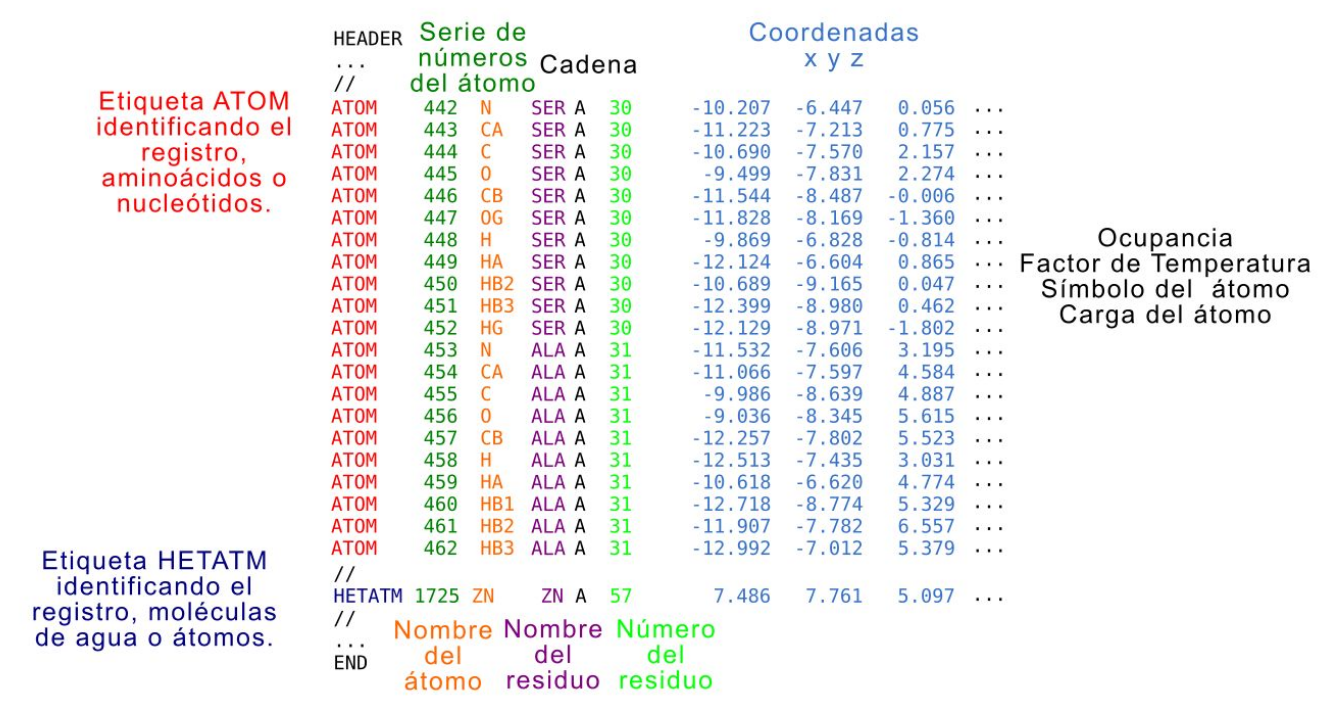 HEADER
...
//
Serie de
números
del átomo
Cadena
Coordenadas
x y z
Etiqueta ATOM
identificando el
registro,
aminoácidos o
nucleótidos.
ATOM 442 N SER A 30 -10.207 -6.447 0.056 ...
ATOM 443 CA SER A 30 -11.223 -7.213 0.775 ...
ATOM 444 C SER A 30 -10.690 -7.570 2.157 ...
ATOM 445 O SER A 30 -9.499 -7.831 2.274 ...
ATOM 446 CB SER A 30 -11.544 -8.487 -0.006 ...
ATOM 447 OG SER A 30 -11.828 -8.169 -1.360 ...
ATOM 448 H SER A 30 -9.869 -6.828 -0.814 ...
ATOM 449 HA SER A 30 -12.124 -6.604 0.865 ...
ATOM 450 HB2 SER A 30 -10.689 -9.165 0.047 ...
ATOM 451 HB3 SER A 30 -12.399 -8.980 0.462 ...
ATOM 452 HG SER A 30 -12.129 -8.971 -1.802 ...
ATOM 453 N ALA A 31 -11.532 -7.606 3.195 ...
ATOM 454 CA ALA A 31 -11.066 -7.597 4.584 ...
ATOM 455 C ALA A 31 -9.986 -8.639 4.887 ...
ATOM 456 O ALA A 31 -9.036 -8.345 5.615 ...
ATOM 457 CB ALA A 31 -12.257 -7.802 5.523 ...
ATOM 458 H ALA A 31 -12.513 -7.435 3.031 ...
ATOM 459 HA ALA A 31 -10.618 -6.620 4.774 ...
ATOM 460 HB1 ALA A 31 -12.718 -8.774 5.329 ...
ATOM 461 HB2 ALA A 31 -11.907 -7.782 6.557 ...
ATOM 462 HB3 ALA A 31 -12.992 -7.012 5.379 ...
Ocupancia
Factor de Temperatura
Símbolo del átomo
Carga del átomo
Etiqueta HETATM
identificando el
registro, moléculas
de agua o átomos.
//
HETATM 1725 ZN ZN A 57 7.486 7.761 5.097 ...
//
...
END
Nombre
del
átomo
Nombre
del
residuo
Número
del
residuo